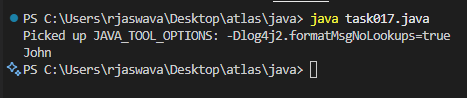 PS C:\Users\rjaswava\Desktop\atlas\java> java task017.java
Picked up JAVA_TOOL_OPTIONS: -Dlog4j2.formatMsgNoLookups=true
John
PS C:\Users\rjaswava\Desktop\atlas\java>